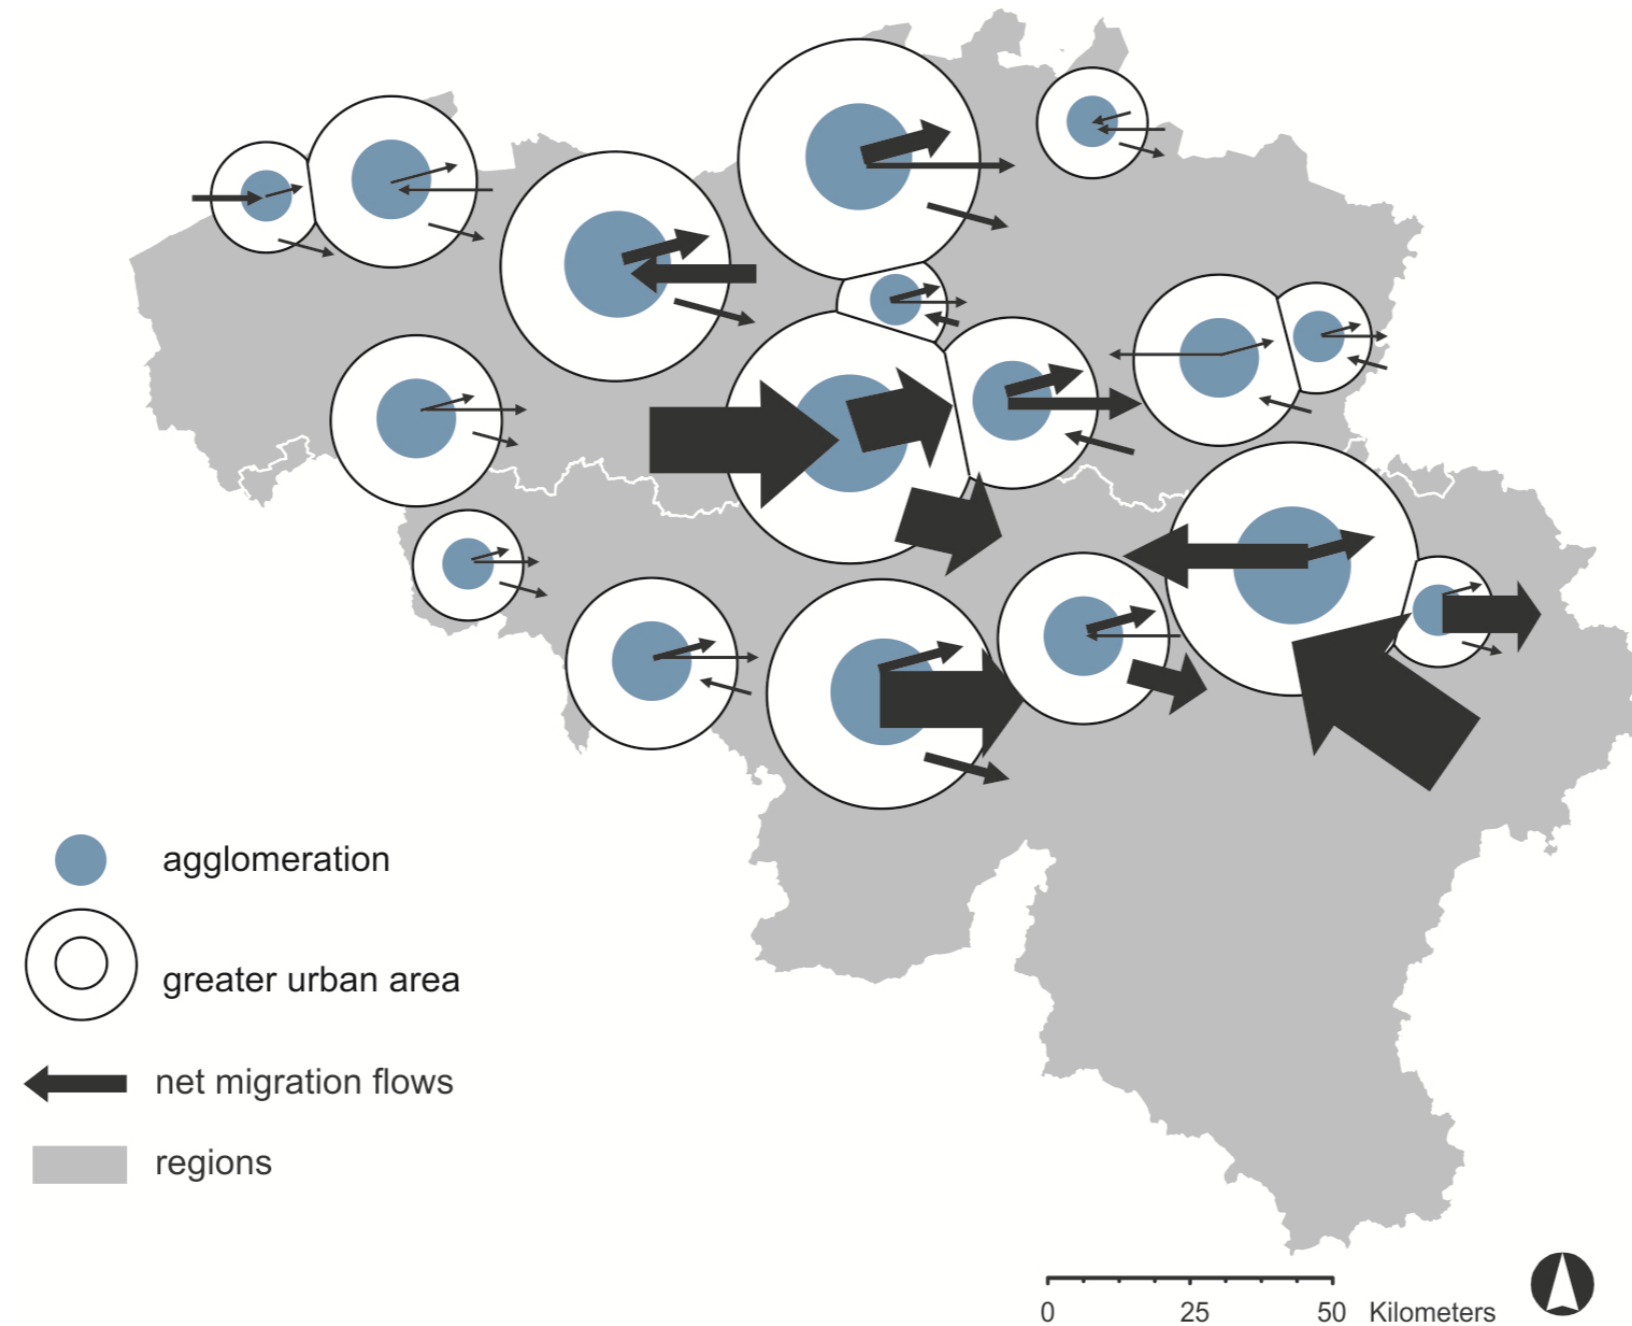 agglomeration
greater urban area
net migration flows
regions
0 25 50 Kilometers